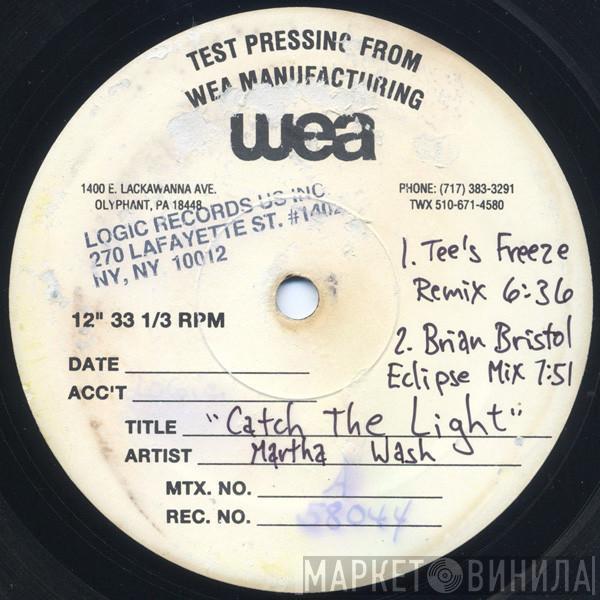 TEST PRESSING FROM
WEA MANUFACTURING
wea
1400 E. LACKAWANNA AVE.
OLYPHANT, PA 18448
PHONE: (717) 383-3291
TWX 510-671-4580
LOGIC RECORDS US INC
270 LAFAYETTE ST. #1402
NY, NY 10012
1. Tee's Freeze
Remix 6:36
2. Brian Bristol
Eclipse Mix 7:51
12" 33 1/3 RPM
DATE
ACC'T
TITLE "Catch The Light"
ARTIST Martha Wash
MTX. NO. A
REC. NO. 58044
МАРКЕТ ВИНИЛА